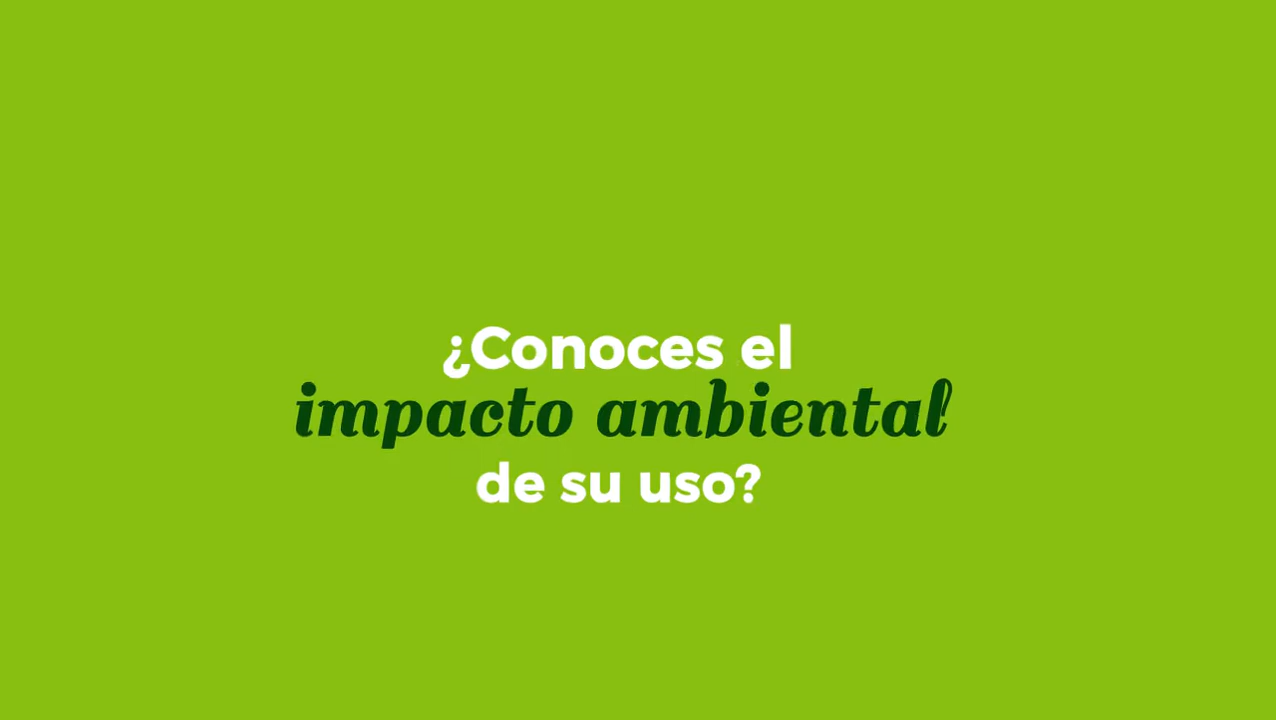 ¿Conoces el
impacto ambiental
de su uso?